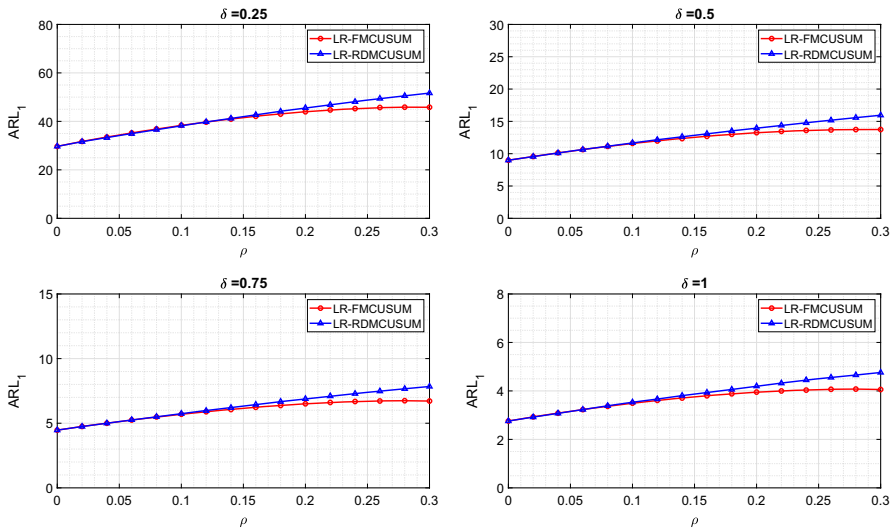 δ =0.25
80
60
40
20
0
ARL1
0 0.05 0.1 0.15 0.2 0.25 0.3
ρ
LR-FMCUSUM
LR-RDMCUSUM
δ =0.5
30
25
20
15
10
5
0
ARL1
0 0.05 0.1 0.15 0.2 0.25 0.3
ρ
LR-FMCUSUM
LR-RDMCUSUM
δ =0.75
15
10
5
0
ARL1
0 0.05 0.1 0.15 0.2 0.25 0.3
ρ
LR-FMCUSUM
LR-RDMCUSUM
δ =1
8
6
4
2
0
ARL1
0 0.05 0.1 0.15 0.2 0.25 0.3
ρ
LR-FMCUSUM
LR-RDMCUSUM